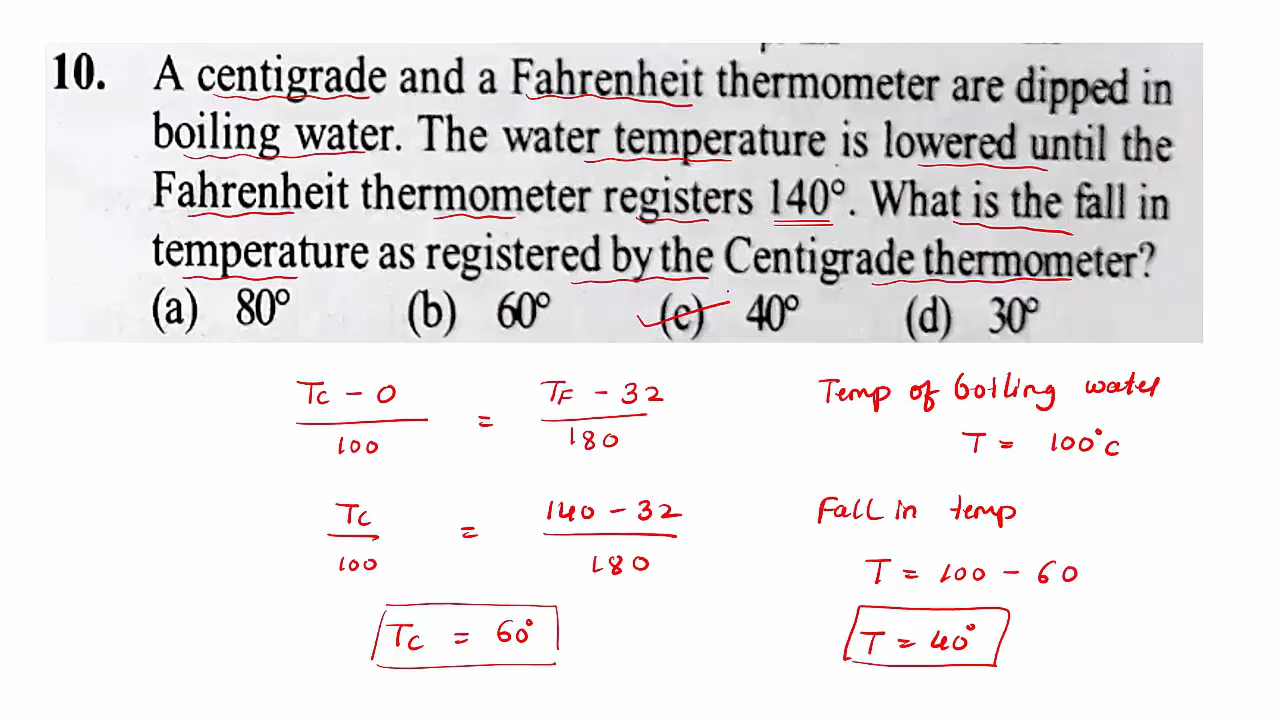 10. A centigrade and a Fahrenheit thermometer are dipped in
boiling water. The water temperature is lowered until the
Fahrenheit thermometer registers 140°. What is the fall in
temperature as registered by the Centigrade thermometer?
(a) 80° (b) 60° (c) 40° (d) 30°
Tc - 0 / 100 = TF - 32 / 180
Temp of boiling water
T = 100°c
Tc / 100 = 140 - 32 / 180
Fall in temp
T = 100 - 60
Tc = 60°
T = 40°